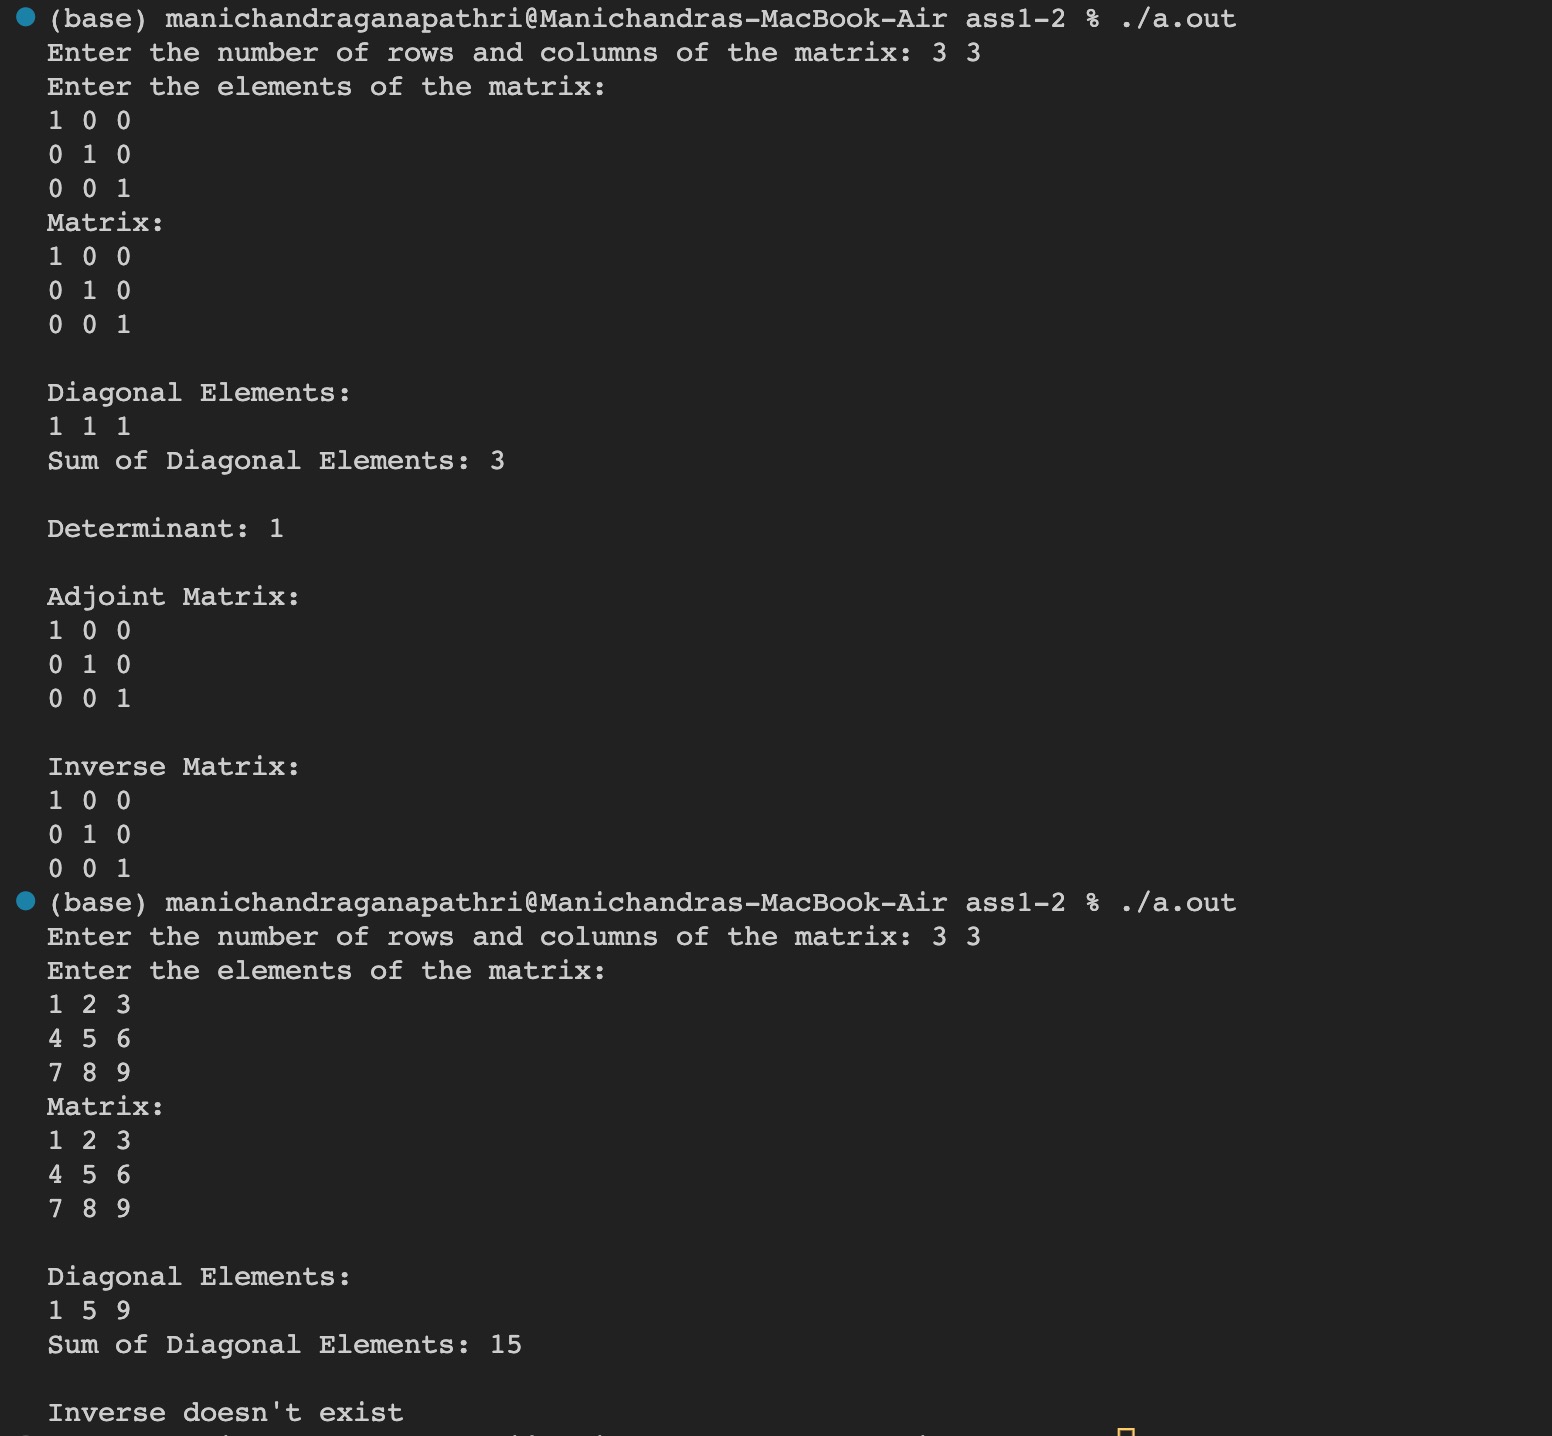 (base) manichandraganapathri@Manichandras-MacBook-Air ass1-2 % ./a.out
Enter the number of rows and columns of the matrix: 3 3
Enter the elements of the matrix:
1 0 0
0 1 0
0 0 1
Matrix:
1 0 0
0 1 0
0 0 1
Diagonal Elements:
1 1 1
Sum of Diagonal Elements: 3
Determinant: 1
Adjoint Matrix:
1 0 0
0 1 0
0 0 1
Inverse Matrix:
1 0 0
0 1 0
0 0 1
(base) manichandraganapathri@Manichandras-MacBook-Air ass1-2 % ./a.out
Enter the number of rows and columns of the matrix: 3 3
Enter the elements of the matrix:
1 2 3
4 5 6
7 8 9
Matrix:
1 2 3
4 5 6
7 8 9
Diagonal Elements:
1 5 9
Sum of Diagonal Elements: 15
Inverse doesn't exist